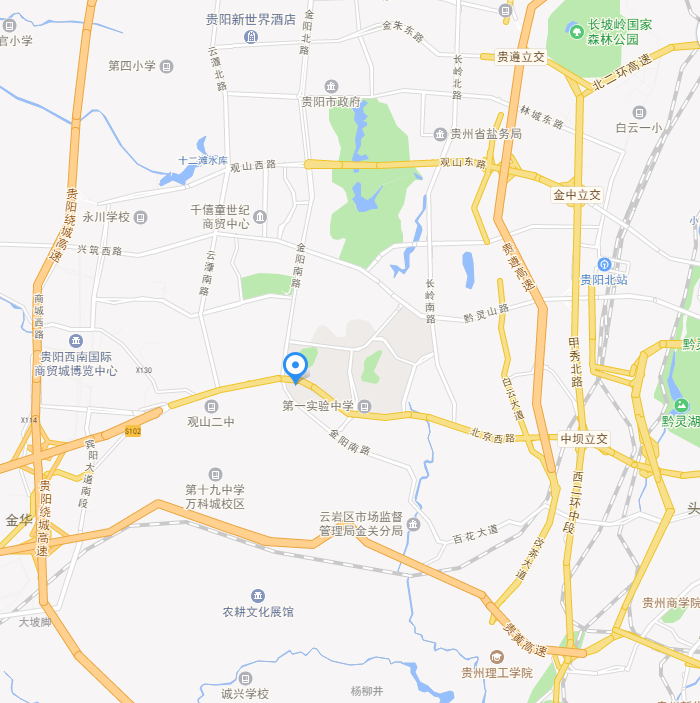 贵阳新世界酒店
金阳北路
金朱东路
长坡岭国家
森林公园
官小学
云潭北路
第四小学
长岭北路
贵遵立交
北二环高速
贵阳市政府
林城东路
白云一小
贵州省盐务局
十二滩水库
观山西路
观山东路
金中立交
贵阳绕城高速
永川学校
千禧童世纪
商贸中心
兴筑西路
金阳南路
云潭南路
贵遵高速
贵阳北站
小
商城西路
长岭南路
黔灵山路
贵阳西南国际
商贸城博览中心
X130
甲秀北路
黔灵
白云大道
第一实验中学
X114
观山二中
S102
黔灵湖
宾阳大道南段
金阳南路
北京西路
中坝立交
第十九中学
万科城校区
西二环中段
贵阳绕城高速
金华
云岩区市场监督
管理局金关分局
头
百花大道
改茶大道
农耕文化展馆
贵州商学院
大坡脚
贵黄高速
贵州理工学院
诚兴学校
杨柳井